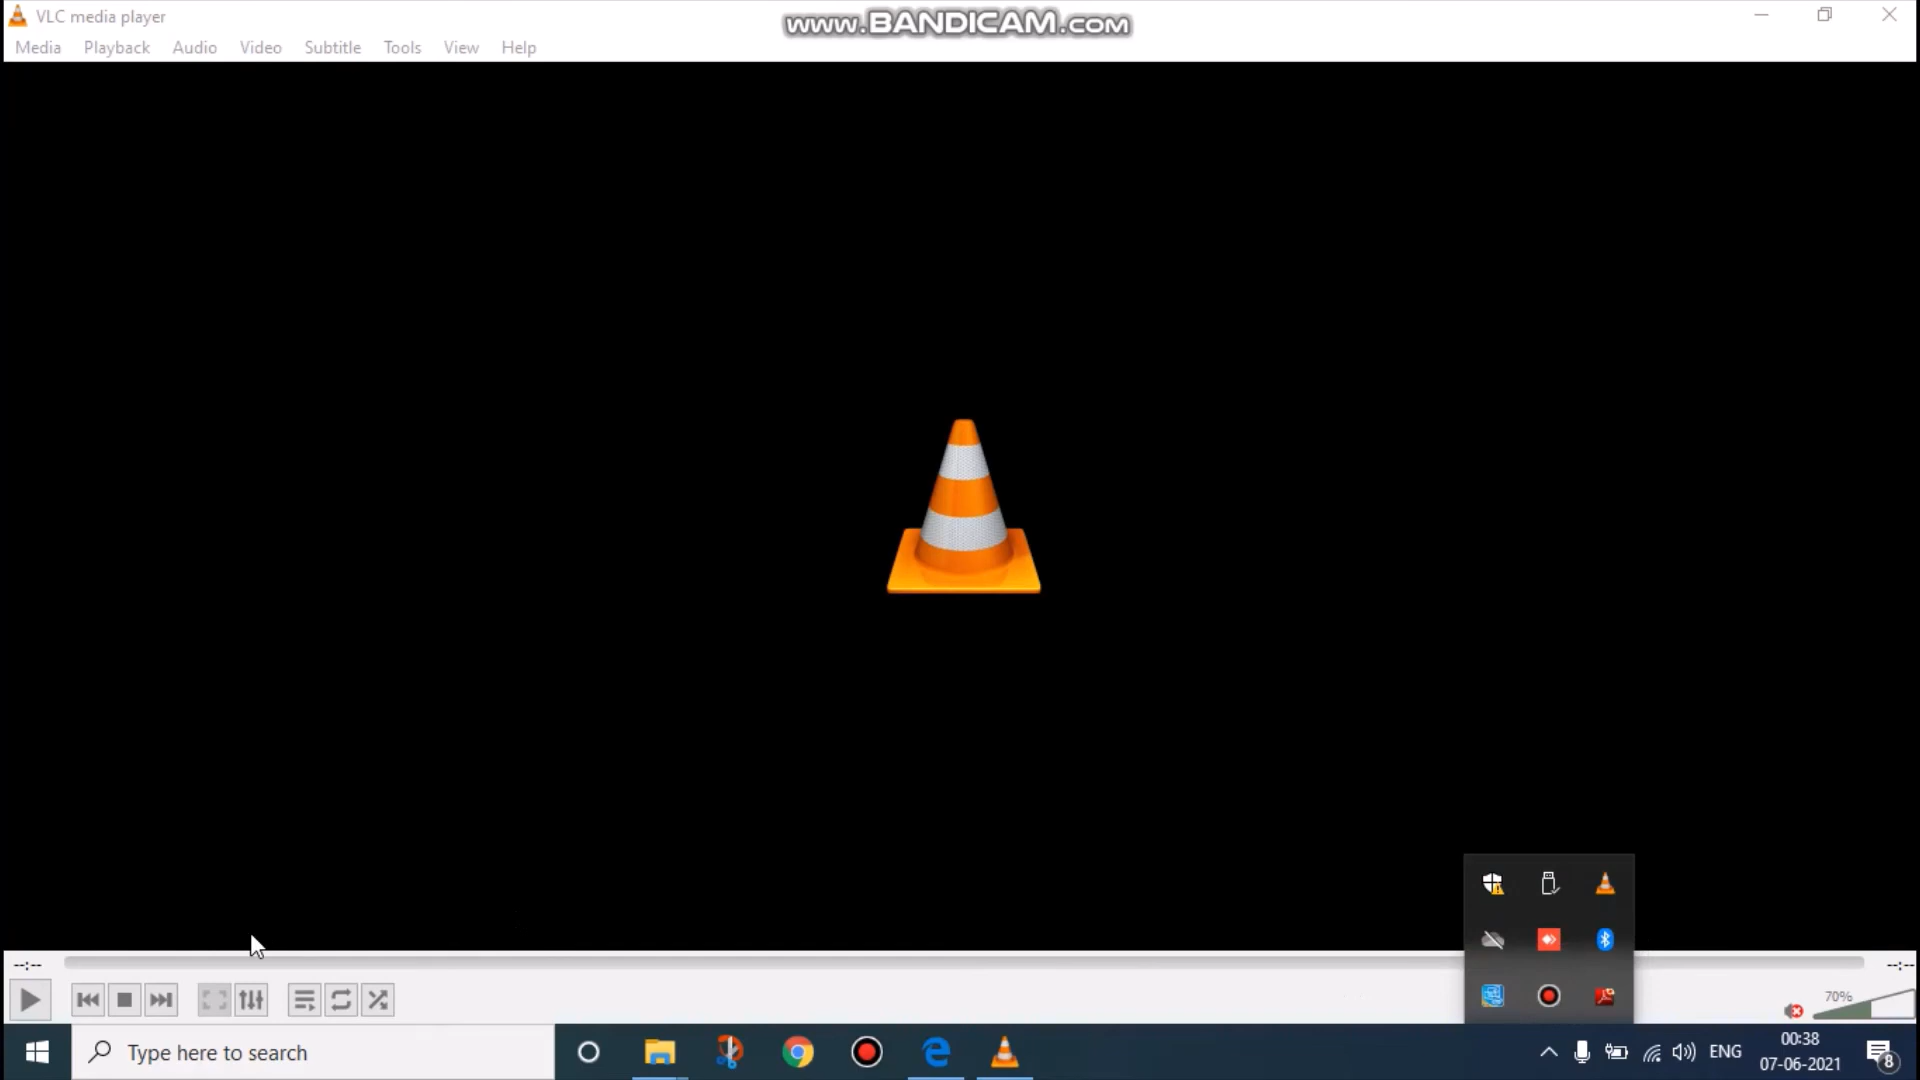 VLC media player
www.BANDICAM.com
Media Playback Audio Video Subtitle Tools View Help
--:-- --:--
70%
Type here to search
ENG
00:38
07-06-2021
8